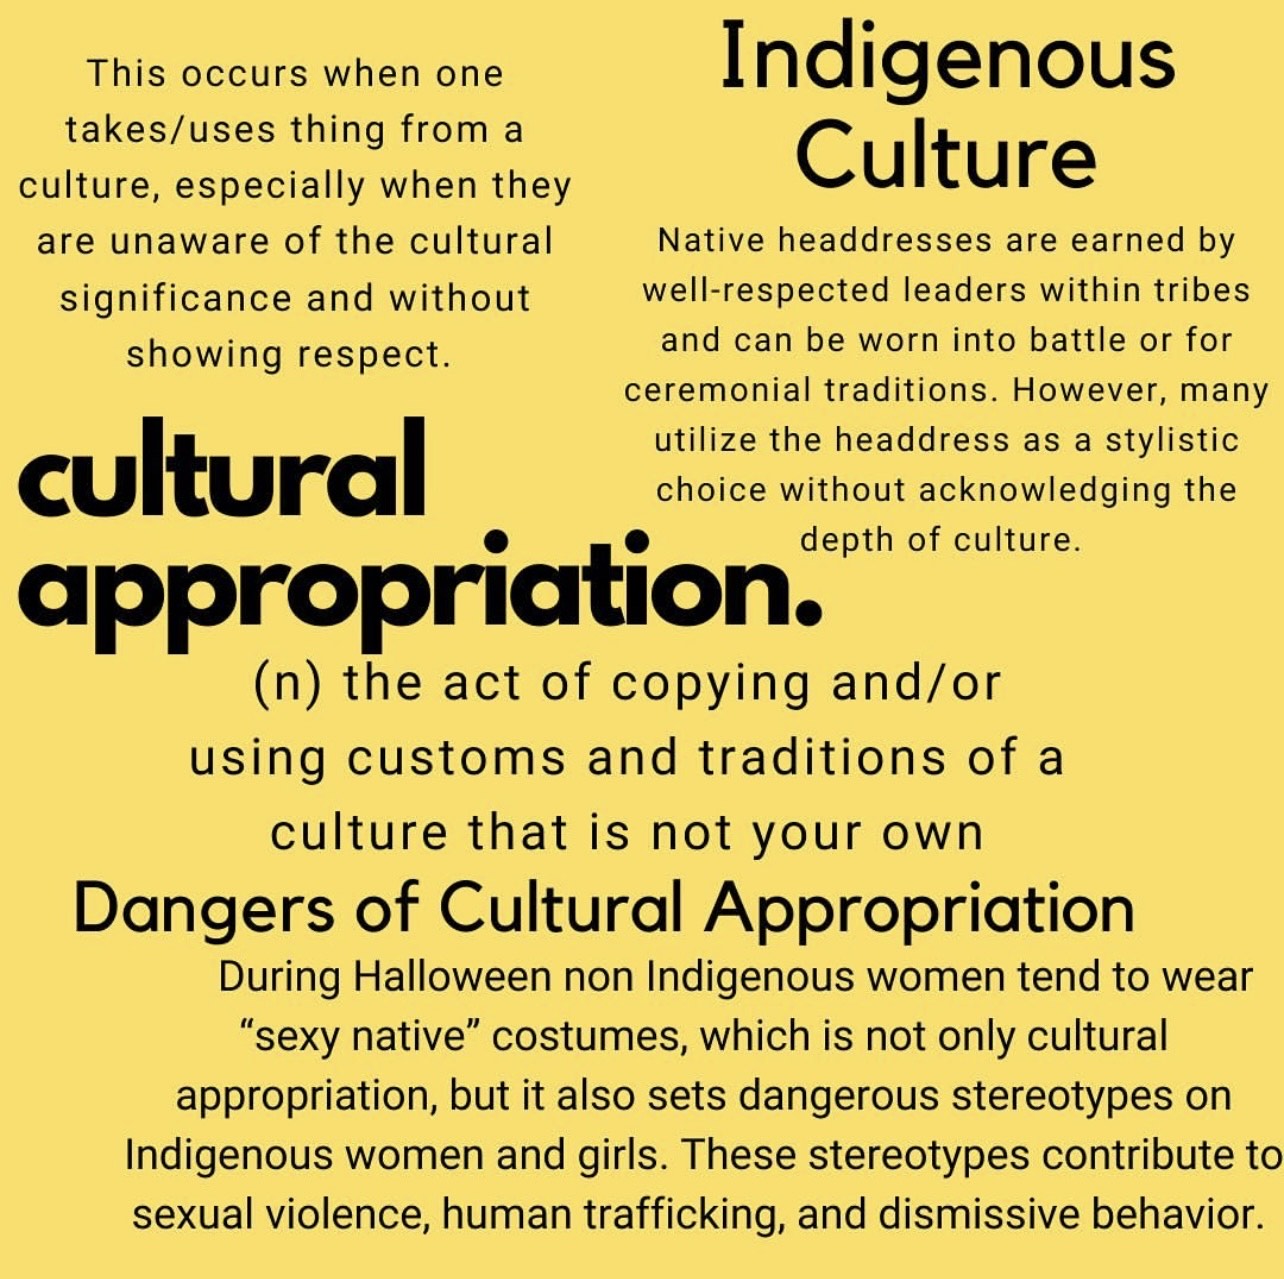 This occurs when one
takes/uses thing from a
culture, especially when they
are unaware of the cultural
significance and without
showing respect.
Indigenous
Culture
Native headdresses are earned by
well-respected leaders within tribes
and can be worn into battle or for
ceremonial traditions. However, many
utilize the headdress as a stylistic
choice without acknowledging the
depth of culture.
cultural
appropriation.
(n) the act of copying and/or
using customs and traditions of a
culture that is not your own
Dangers of Cultural Appropriation
During Halloween non Indigenous women tend to wear
“sexy native” costumes, which is not only cultural
appropriation, but it also sets dangerous stereotypes on
Indigenous women and girls. These stereotypes contribute to
sexual violence, human trafficking, and dismissive behavior.